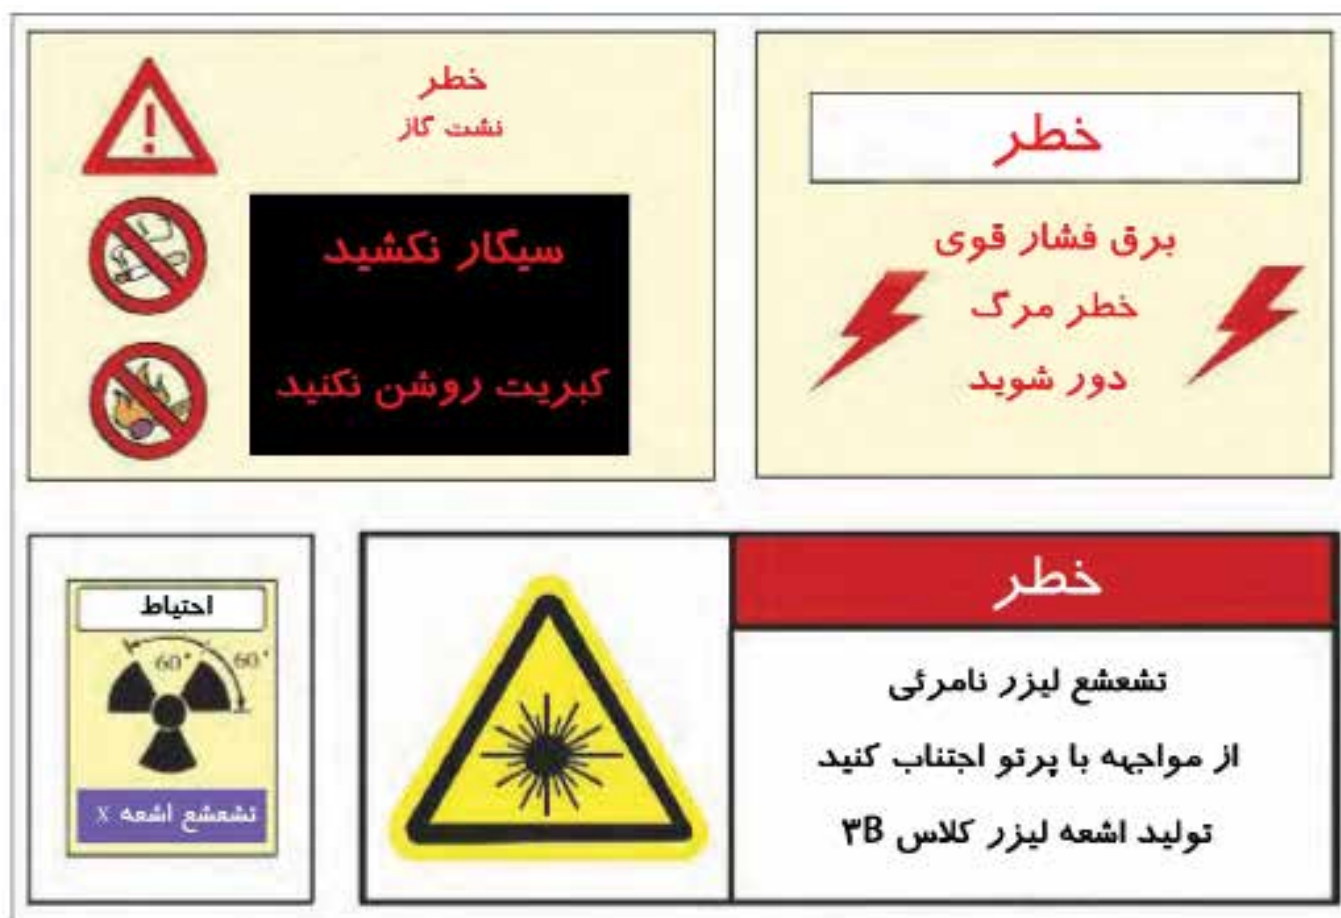 خطر
برق فشار قوی
خطر مرگ
دور شوید
خطر
نشت گاز
سیگار نکشید
کبریت روشن نکنید
خطر
تشعشع لیزر نامرئی
از مواجهه با پرتو اجتناب کنید
تولید اشعه لیزر کلاس ۳B
احتیاط
60° 60°
تشعشع اشعه X